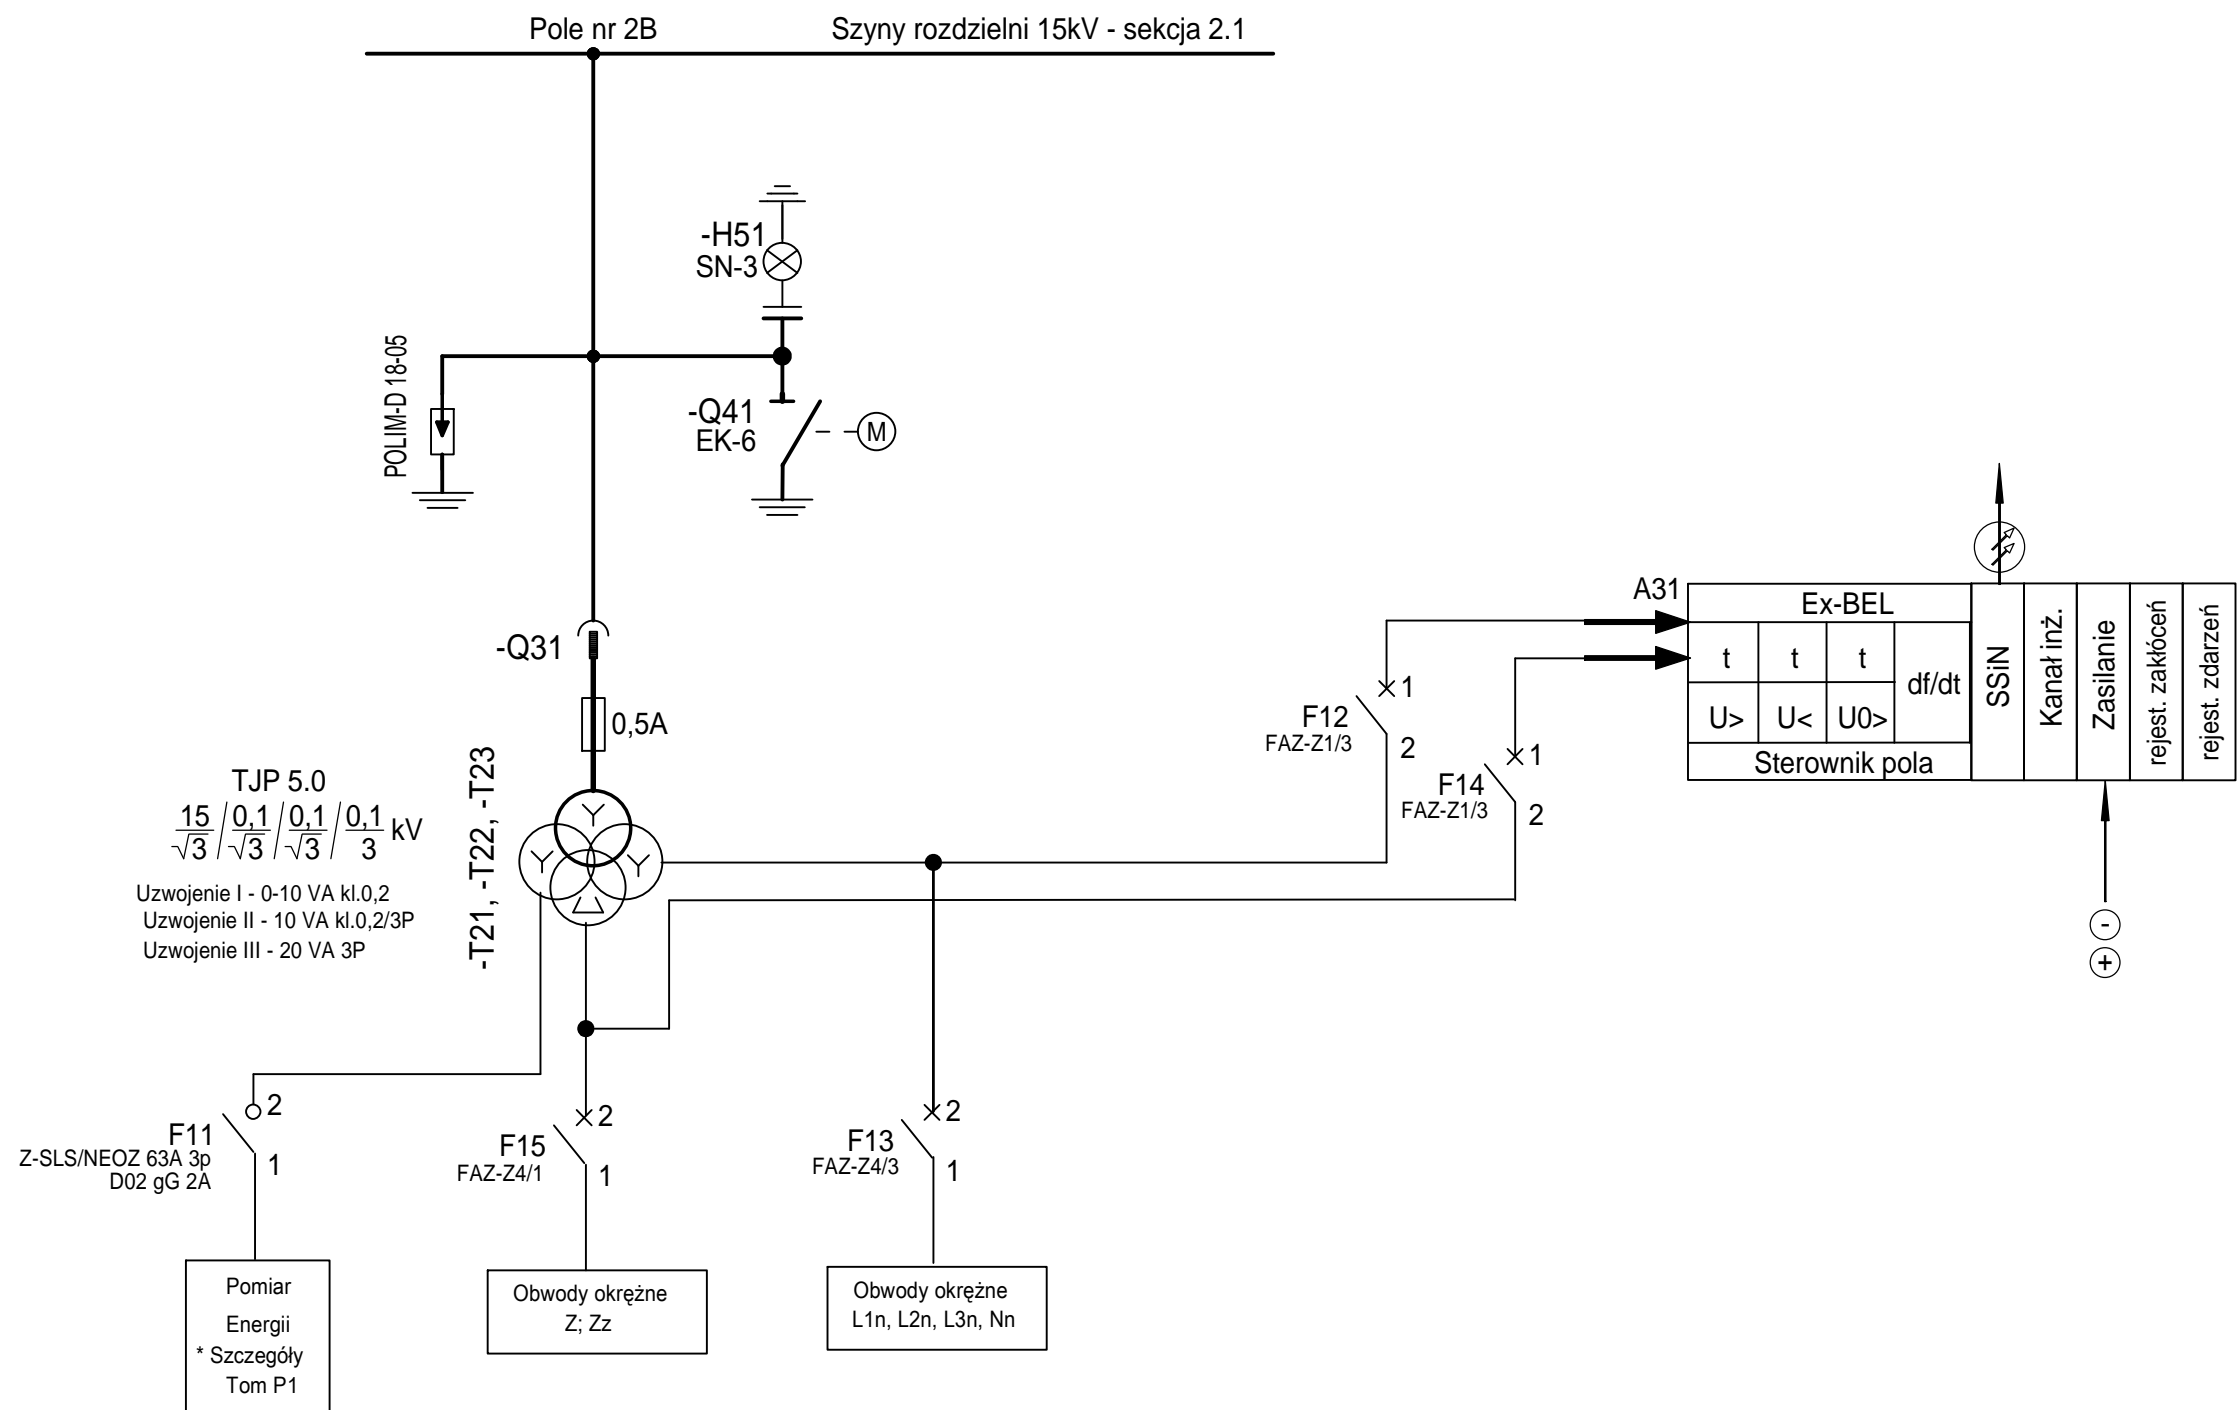 Pole nr 2B
Szyny rozdzielni 15kV - sekcja 2.1
-H51
SN-3
POLIM-D 18-05
-Q41
EK-6
M
-Q31
0,5A
TJP 5.0
15/√3 / 0,1/√3 / 0,1/√3 / 0,1/3 kV
Uzwojenie I - 0-10 VA kl.0,2
Uzwojenie II - 10 VA kl.0,2/3P
Uzwojenie III - 20 VA 3P
-T21, -T22, -T23
F12
FAZ-Z1/3
1
2
F14
FAZ-Z1/3
1
2
A31
Ex-BEL
t
t
t
df/dt
U>
U<
U0>
Sterownik pola
SSiN
Kanał inż.
Zasilanie
rejest. zakłóceń
rejest. zdarzeń
-
+
2
F11
Z-SLS/NEOZ 63A 3p
D02 gG 2A
1
2
F15
FAZ-Z4/1
1
2
F13
FAZ-Z4/3
1
Pomiar
Energii
* Szczegóły
Tom P1
Obwody okrężne
Z; Zz
Obwody okrężne
L1n, L2n, L3n, Nn